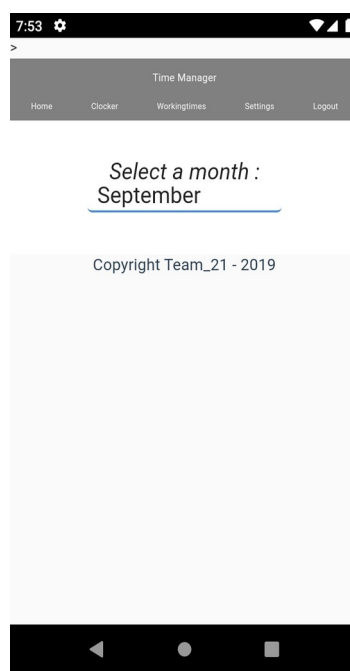 7:53
>
Time Manager
Home Clocker Workingtimes Settings Logout
Select a month :
September
Copyright Team_21 - 2019